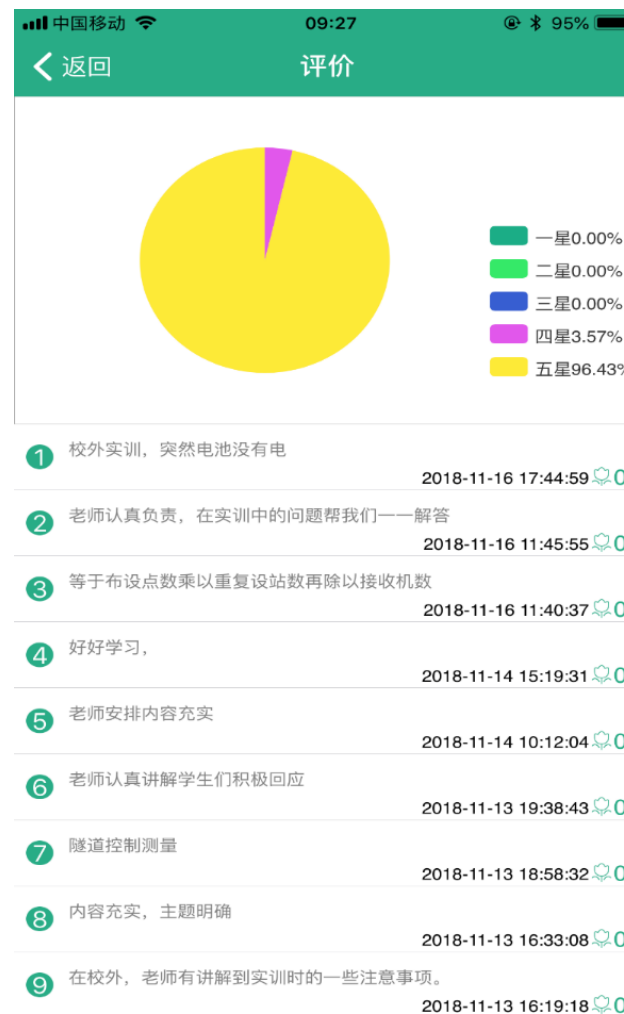 中国移动 09:27 95%
返回 评价
一星0.00%
二星0.00%
三星0.00%
四星3.57%
五星96.43%
1 校外实训，突然电池没有电
2018-11-16 17:44:59 0
2 老师认真负责，在实训中的问题帮我们一一解答
2018-11-16 11:45:55 0
3 等于布设点数乘以重复设站数再除以接收机数
2018-11-16 11:40:37 0
4 好好学习，
2018-11-14 15:19:31 0
5 老师安排内容充实
2018-11-14 10:12:04 0
6 老师认真讲解学生们积极回应
2018-11-13 19:38:43 0
7 隧道控制测量
2018-11-13 18:58:32 0
8 内容充实，主题明确
2018-11-13 16:33:08 0
9 在校外，老师有讲解到实训时的一些注意事项。
2018-11-13 16:19:18 0